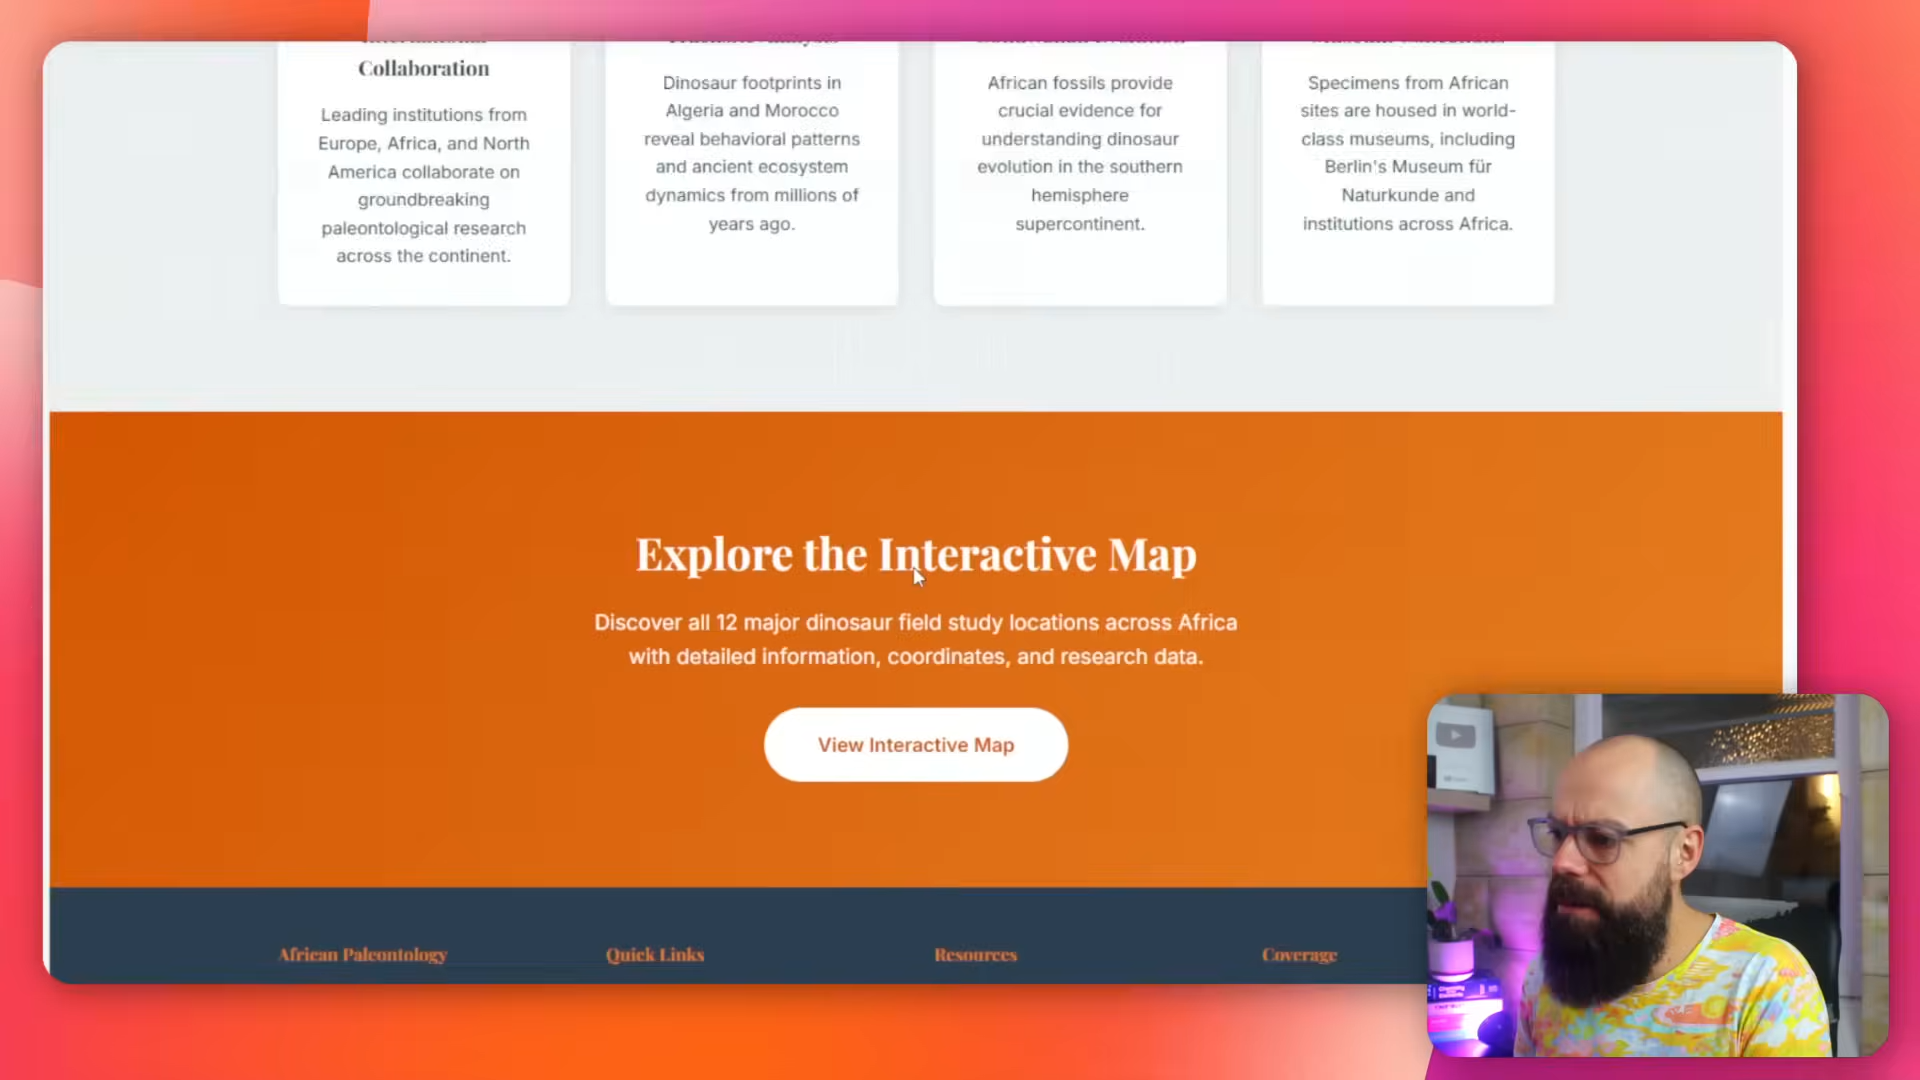 Collaboration
Leading institutions from
Europe, Africa, and North
America collaborate on
groundbreaking
paleontological research
across the continent.
Dinosaur footprints in
Algeria and Morocco
reveal behavioral patterns
and ancient ecosystem
dynamics from millions of
years ago.
African fossils provide
crucial evidence for
understanding dinosaur
evolution in the southern
hemisphere
supercontinent.
Specimens from African
sites are housed in world-
class museums, including
Berlin's Museum für
Naturkunde and
institutions across Africa.
Explore the Interactive Map
Discover all 12 major dinosaur field study locations across Africa
with detailed information, coordinates, and research data.
View Interactive Map
African Paleontology
Quick Links
Resources
Coverage